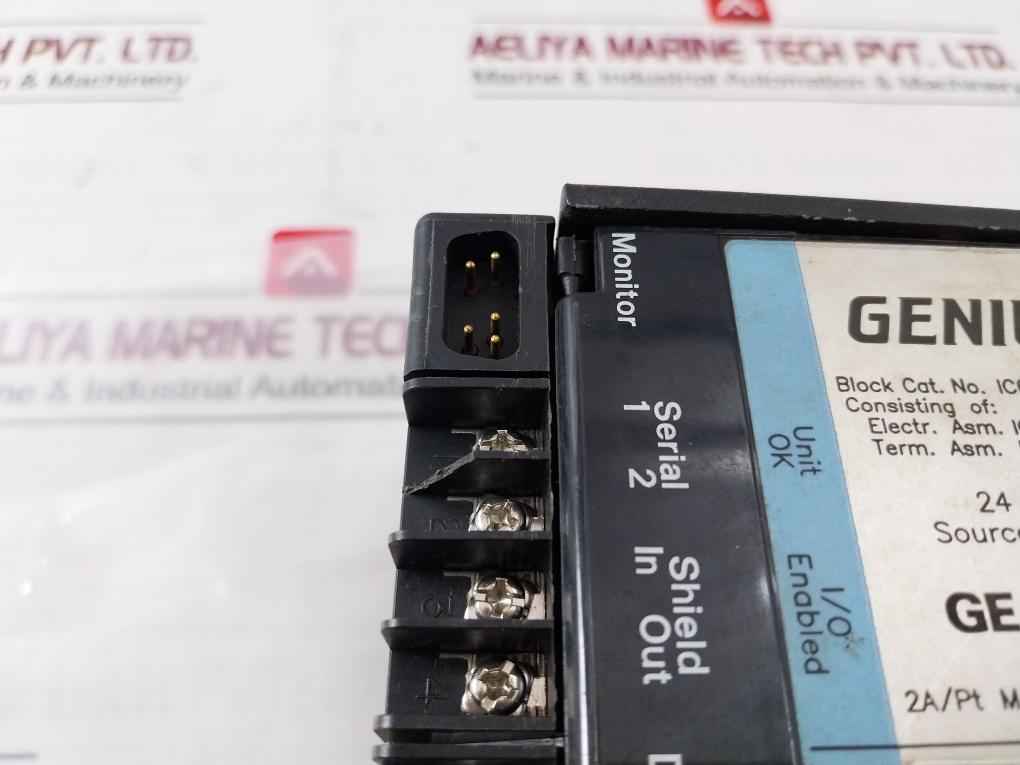 H PVT. LTD.
n & Machinery
AELIYA MARINE TECH PVT. LTD.
Marine & Industrial Automation & Machinery
ELIYA MARINE TEC
ne & Industrial Automat
Monitor
Serial
1 2
Shield
In Out
Unit
OK
I/O
Enabled
GENIU
Block Cat. No. IC6
Consisting of:
Electr. Asm. I
Term. Asm.
24
Source
GE
2A/Pt M